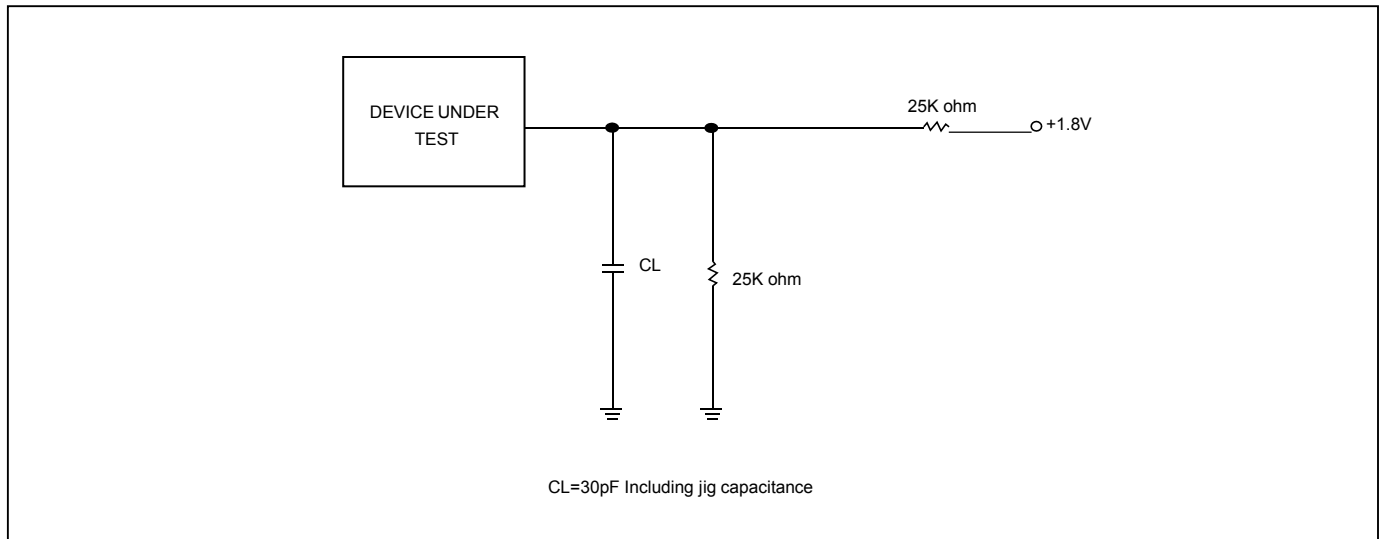 DEVICE UNDER
TEST
25K ohm
+1.8V
CL
25K ohm
CL=30pF Including jig capacitance